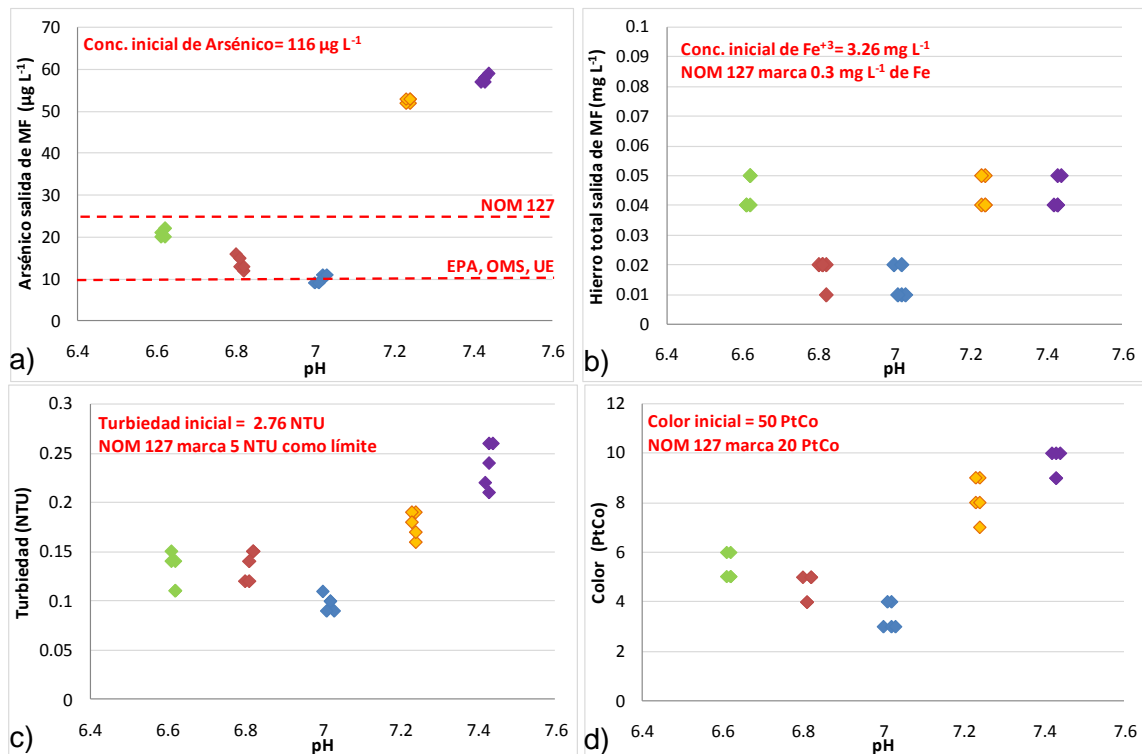 Conc. inicial de Arsénico= 116 µg L-1
Arsénico salida de MF (µg L-1)
70
60
50
40
30
20
10
0
NOM 127
EPA, OMS, UE
6.4 6.6 6.8 7 7.2 7.4 7.6
pH
a)
Conc. inicial de Fe+3= 3.26 mg L-1
NOM 127 marca 0.3 mg L-1 de Fe
Hierro total salida de MF (mg L-1)
0.1
0.09
0.08
0.07
0.06
0.05
0.04
0.03
0.02
0.01
0
6.4 6.6 6.8 7 7.2 7.4 7.6
pH
b)
Turbiedad inicial = 2.76 NTU
NOM 127 marca 5 NTU como límite
Turbiedad (NTU)
0.3
0.25
0.2
0.15
0.1
0.05
0
6.4 6.6 6.8 7 7.2 7.4 7.6
pH
c)
Color inicial = 50 PtCo
NOM 127 marca 20 PtCo
Color (PtCo)
12
10
8
6
4
2
0
6.4 6.6 6.8 7 7.2 7.4 7.6
pH
d)